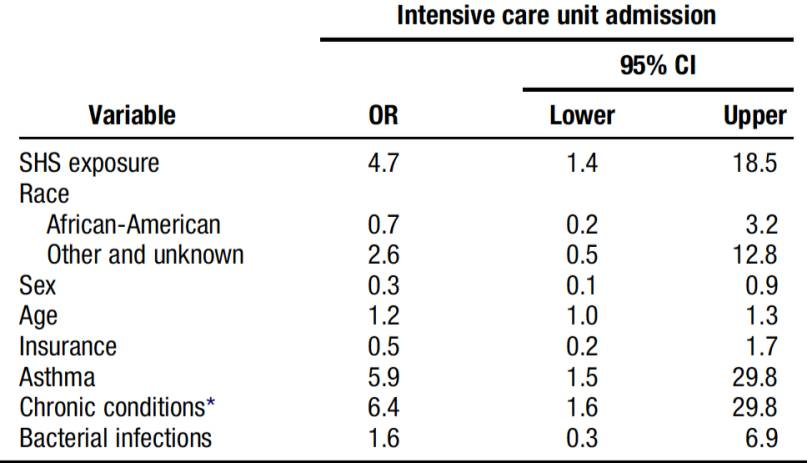 Intensive care unit admission
95% CI
Variable OR Lower Upper
SHS exposure 4.7 1.4 18.5
Race
African-American 0.7 0.2 3.2
Other and unknown 2.6 0.5 12.8
Sex 0.3 0.1 0.9
Age 1.2 1.0 1.3
Insurance 0.5 0.2 1.7
Asthma 5.9 1.5 29.8
Chronic conditions* 6.4 1.6 29.8
Bacterial infections 1.6 0.3 6.9